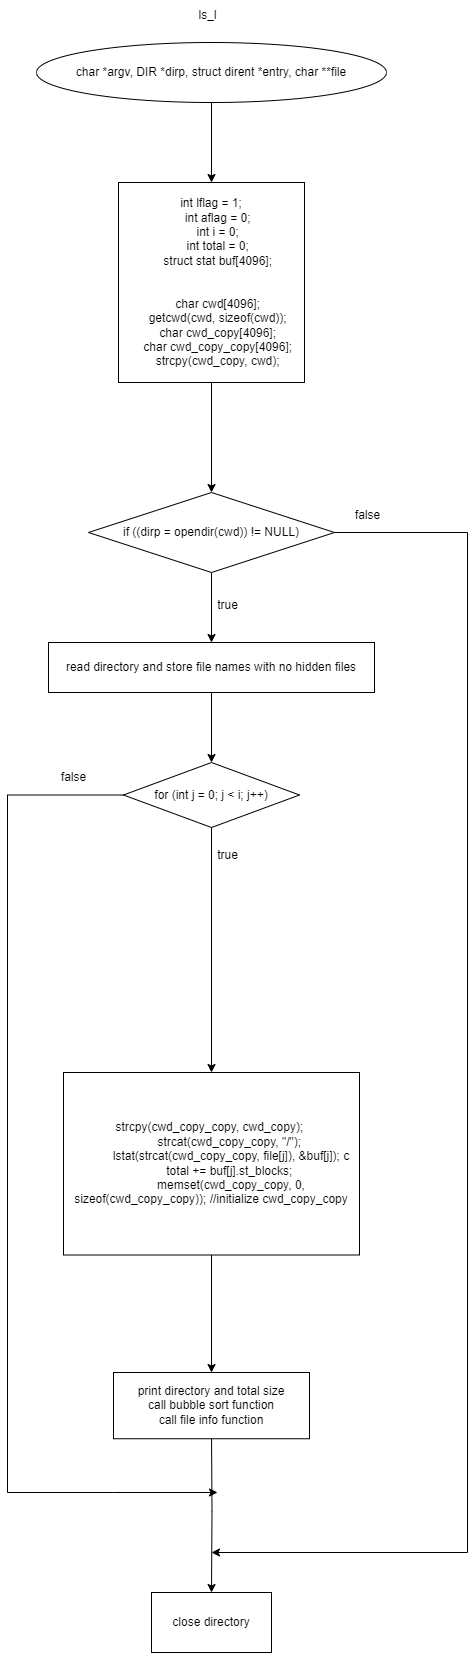 ls_l
char *argv, DIR *dirp, struct dirent *entry, char **file
int lflag = 1;
int aflag = 0;
int i = 0;
int total = 0;
struct stat buf[4096];
char cwd[4096];
getcwd(cwd, sizeof(cwd));
char cwd_copy[4096];
char cwd_copy_copy[4096];
strcpy(cwd_copy, cwd);
if ((dirp = opendir(cwd)) != NULL)
false
true
read directory and store file names with no hidden files
false
for (int j = 0; j < i; j++)
true
strcpy(cwd_copy_copy, cwd_copy);
strcat(cwd_copy_copy, "/");
lstat(strcat(cwd_copy_copy, file[j]), &buf[j]); c
total += buf[j].st_blocks;
memset(cwd_copy_copy, 0,
sizeof(cwd_copy_copy)); //initialize cwd_copy_copy
print directory and total size
call bubble sort function
call file info function
close directory